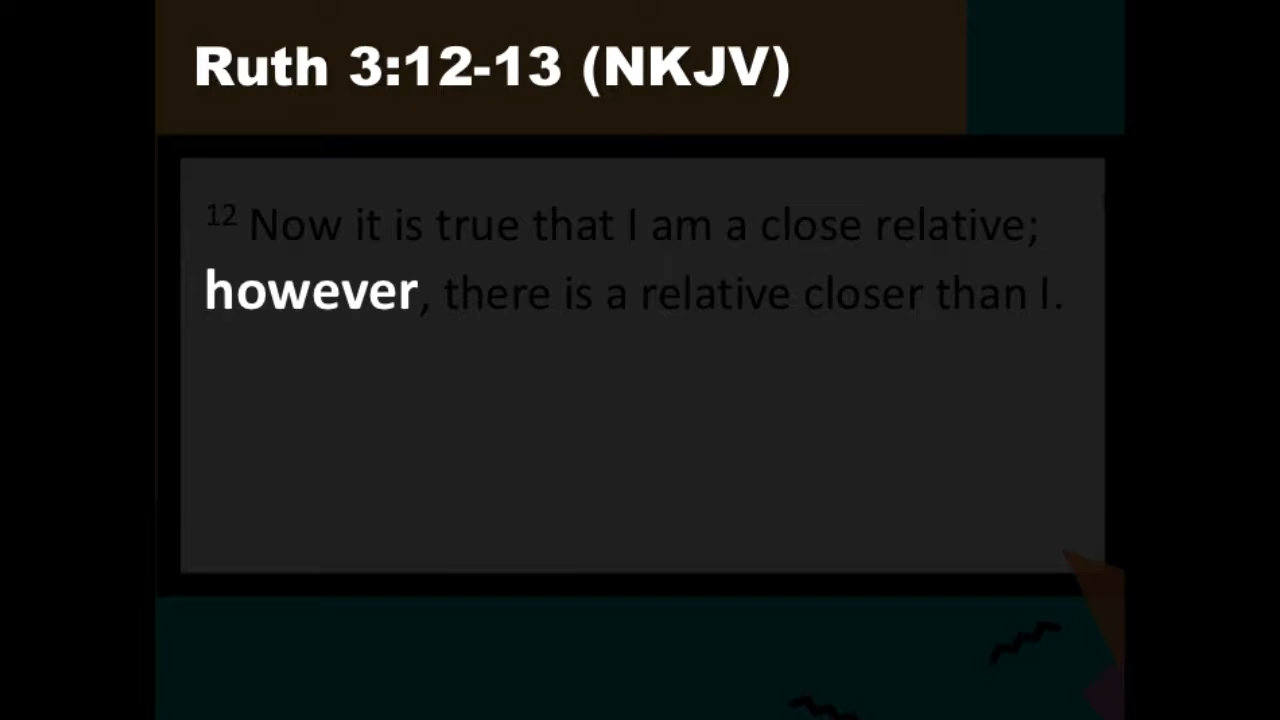 Ruth 3:12-13 (NKJV)
12 Now it is true that I am a close relative;
however, there is a relative closer than I.